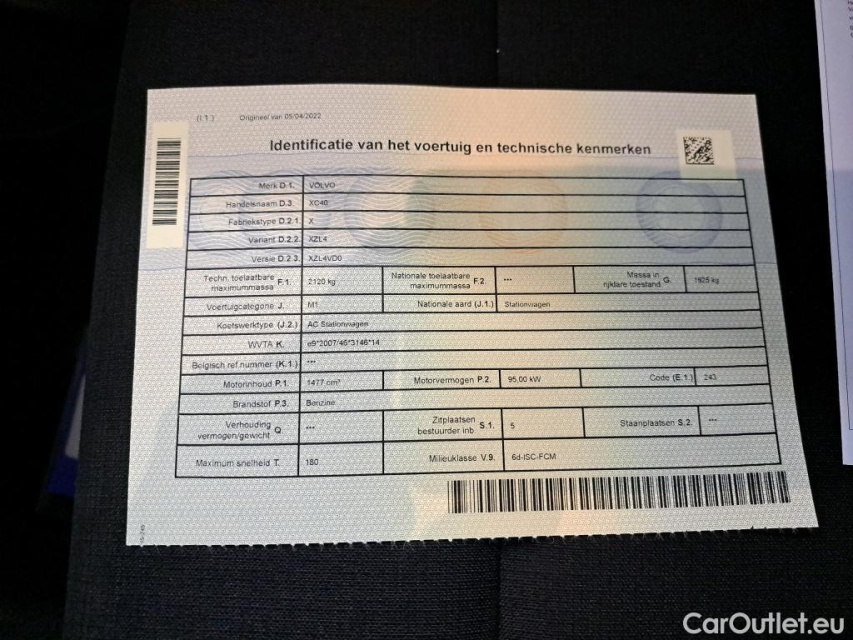 (I.1.) Origineel van 05/04/2022
Identificatie van het voertuig en technische kenmerken
Merk D.1. VOLVO
Handelsnaam D.3. XC40
Fabriekstype D.2.1. X
Variant D.2.2. XZL4
Versie D.2.3. XZL4VD0
Techn. toelaatbare maximummassa F.1. 2120 kg Nationale toelaatbare maximummassa F.2. --- Massa in rijklare toestand G. 1625 kg
Voertuigcategorie J. M1 Nationale aard (J.1.) Stationwagen
Koetswerktype (J.2.) AC Stationwagen
WVTA K. e9*2007/46*3146*14
Belgisch ref nummer (K.1.) ---
Motorinhoud P.1. 1477 cm³ Motorvermogen P.2. 95,00 kW Code (E.1.) 243
Brandstof P.3. Benzine
Verhouding vermogen/gewicht Q. --- Zitplaatsen bestuurder inb. S.1. 5 Staanplaatsen S.2. ---
Maximum snelheid T. 180 Milieuklasse V.9. 6d-ISC-FCM
CarOutlet.eu